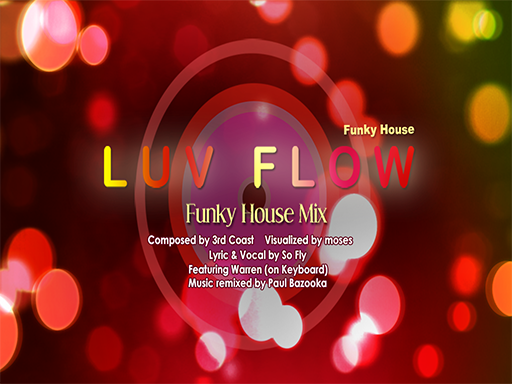 Funky House
LUV FLOW
Funky House Mix
Composed by 3rd Coast Visualized by moses
Lyric & Vocal by So Fly
Featuring Warren (on Keyboard)
Music remixed by Paul Bazooka